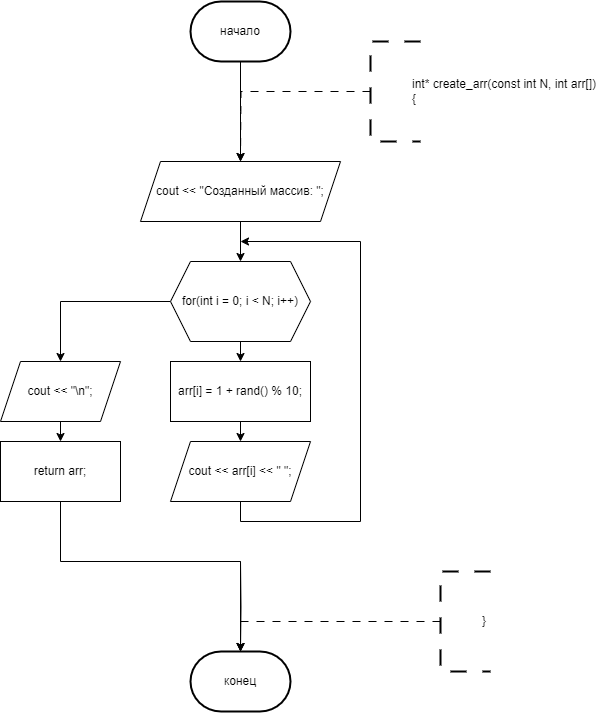 начало
int* create_arr(const int N, int arr[])
{
cout << "Созданный массив: ";
for(int i = 0; i < N; i++)
cout << "\n";
arr[i] = 1 + rand() % 10;
return arr;
cout << arr[i] << " ";
}
конец